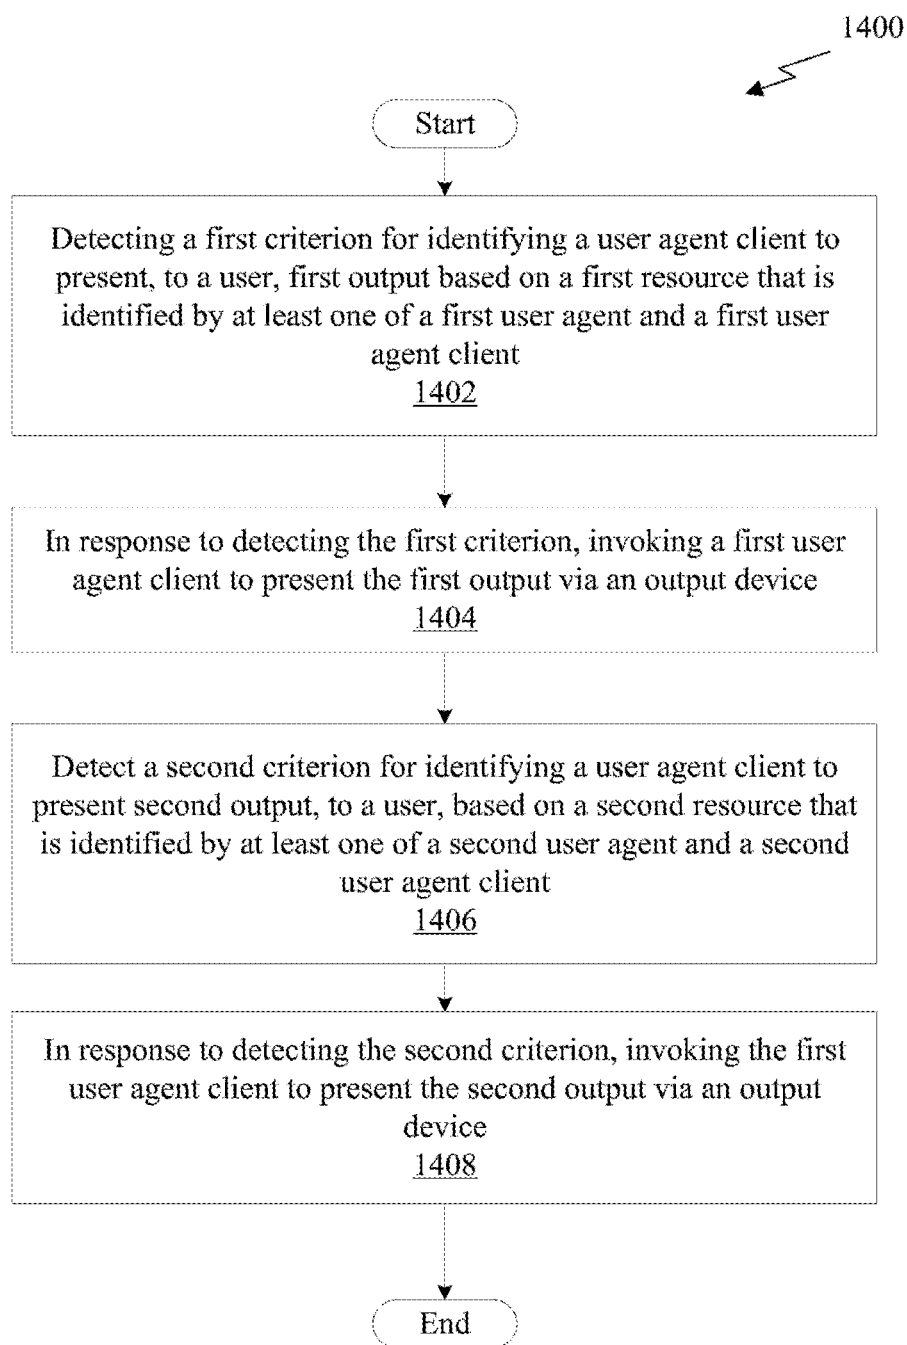 1400
Start
Detecting a first criterion for identifying a user agent client to
present, to a user, first output based on a first resource that is
identified by at least one of a first user agent and a first user
agent client
1402
In response to detecting the first criterion, invoking a first user
agent client to present the first output via an output device
1404
Detect a second criterion for identifying a user agent client to
present second output, to a user, based on a second resource that
is identified by at least one of a second user agent and a second
user agent client
1406
In response to detecting the second criterion, invoking the first
user agent client to present the second output via an output
device
1408
End